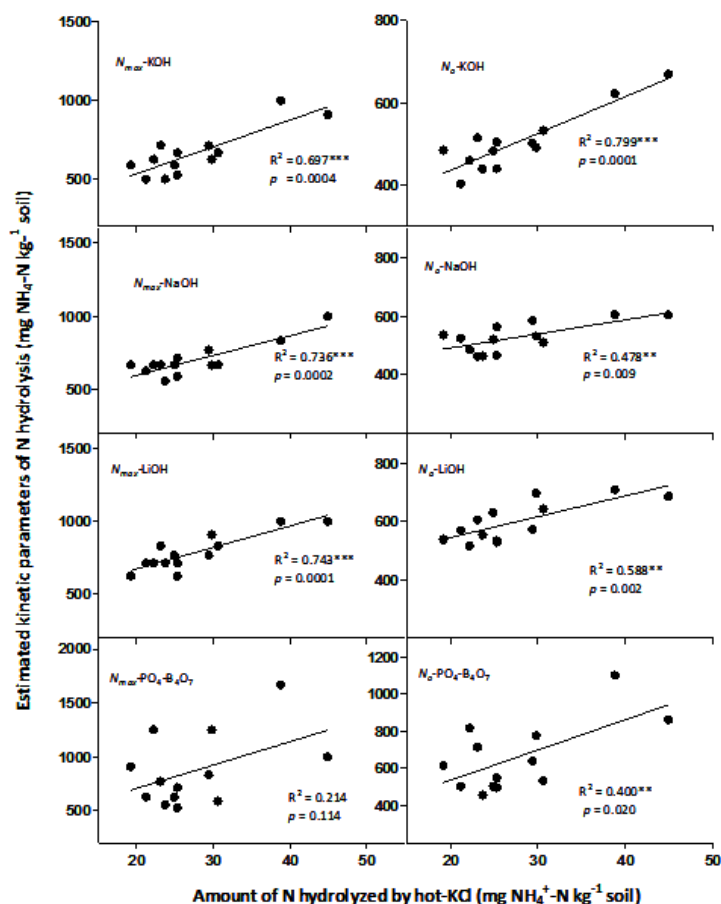 Estimated kinetic parameters of N hydrolysis (mg NH₄-N kg-¹ soil)
1500
1000
500
Nmax-KOH
R² = 0.697***
p = 0.0004
800
600
400
No-KOH
R² = 0.799***
p = 0.0001
1500
1000
500
Nmax-NaOH
R² = 0.736***
p = 0.0002
800
600
400
No-NaOH
R² = 0.478**
p = 0.009
1500
1000
500
Nmax-LiOH
R² = 0.743***
p = 0.0001
800
600
400
No-LiOH
R² = 0.588**
p = 0.002
2000
1500
1000
500
Nmax-PO₄-B₄O₇
R² = 0.214
p = 0.114
1200
1000
800
600
400
No-PO₄-B₄O₇
R² = 0.400**
p = 0.020
20 30 40 50 20 30 40 50
Amount of N hydrolyzed by hot-KCl (mg NH₄⁺-N kg⁻¹ soil)